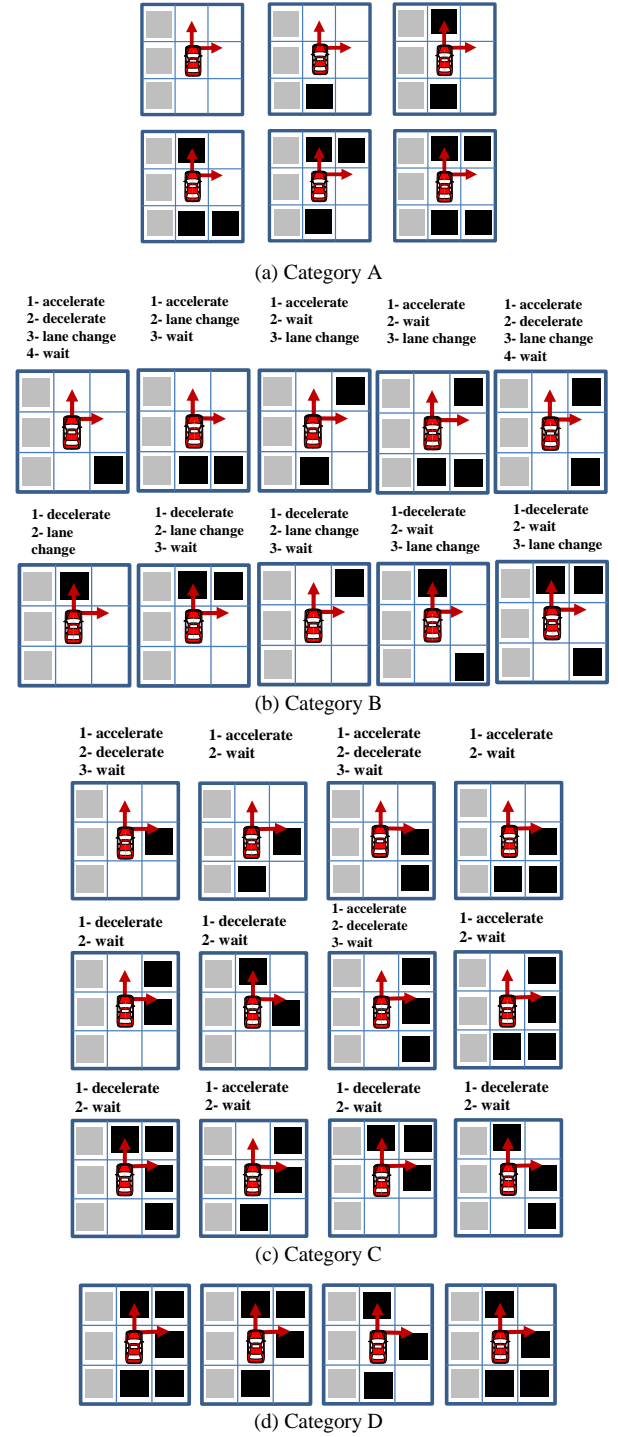 (a) Category A
1- accelerate
2- decelerate
3- lane change
4- wait
1- accelerate
2- lane change
3- wait
1- accelerate
2- wait
3- lane change
1- accelerate
2- wait
3- lane change
1- accelerate
2- decelerate
3- lane change
4- wait
1- decelerate
2- lane
change
1- decelerate
2- lane change
3- wait
1- decelerate
2- lane change
3- wait
1-decelerate
2- wait
3- lane change
1-decelerate
2- wait
3- lane change
(b) Category B
1- accelerate
2- decelerate
3- wait
1- accelerate
2- wait
1- accelerate
2- decelerate
3- wait
1- accelerate
2- wait
1- decelerate
2- wait
1- decelerate
2- wait
1- accelerate
2- decelerate
3- wait
1- accelerate
2- wait
1- decelerate
2- wait
1- accelerate
2- wait
1- decelerate
2- wait
1- decelerate
2- wait
(c) Category C
(d) Category D